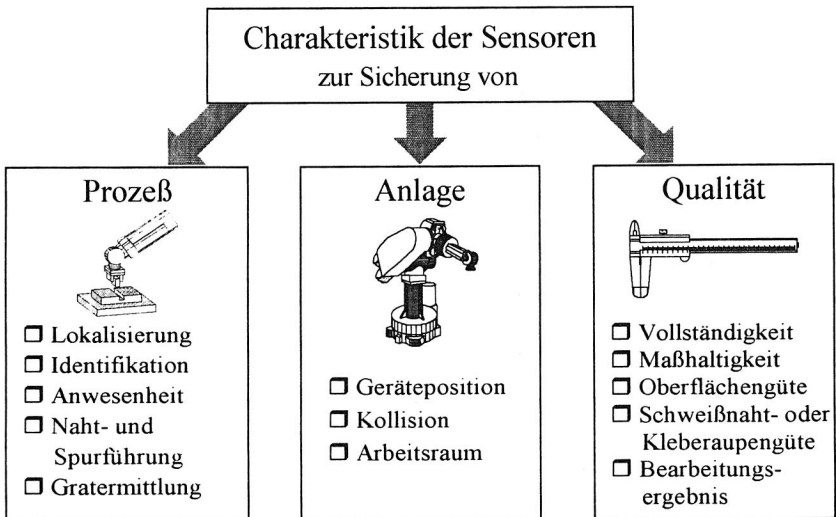 Charakteristik der Sensoren
zur Sicherung von
Prozeß
❒ Lokalisierung
❒ Identifikation
❒ Anwesenheit
❒ Naht- und
Spurführung
❒ Gratermittlung
Anlage
❒ Geräteposition
❒ Kollision
❒ Arbeitsraum
Qualität
❒ Vollständigkeit
❒ Maßhaltigkeit
❒ Oberflächengüte
❒ Schweißnaht- oder
Kleberaupengüte
❒ Bearbeitungs-
ergebnis